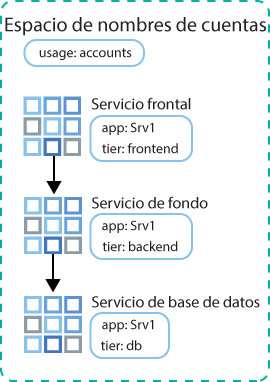 Espacio de nombres de cuentas
usage: accounts
Servicio frontal
app: Srv1
tier: frontend
Servicio de fondo
app: Srv1
tier: backend
Servicio de base de datos
app: Srv1
tier: db